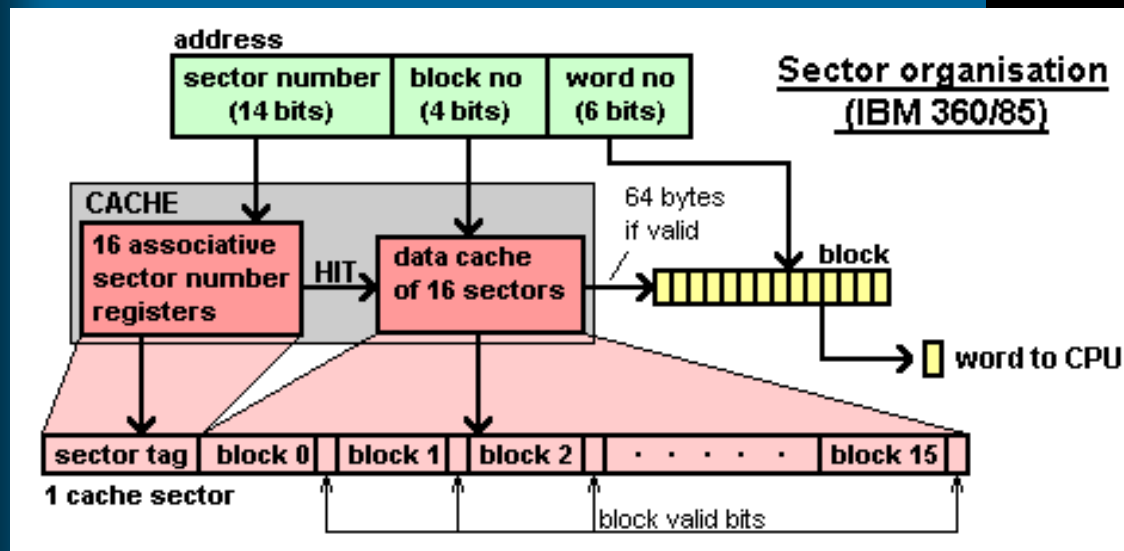 address
sector number
(14 bits)
block no
(4 bits)
word no
(6 bits)
Sector organisation
(IBM 360/85)
CACHE
16 associative
sector number
registers
HIT
data cache
of 16 sectors
64 bytes
if valid
block
word to CPU
sector tag
block 0
block 1
block 2
. . . . .
block 15
1 cache sector
block valid bits